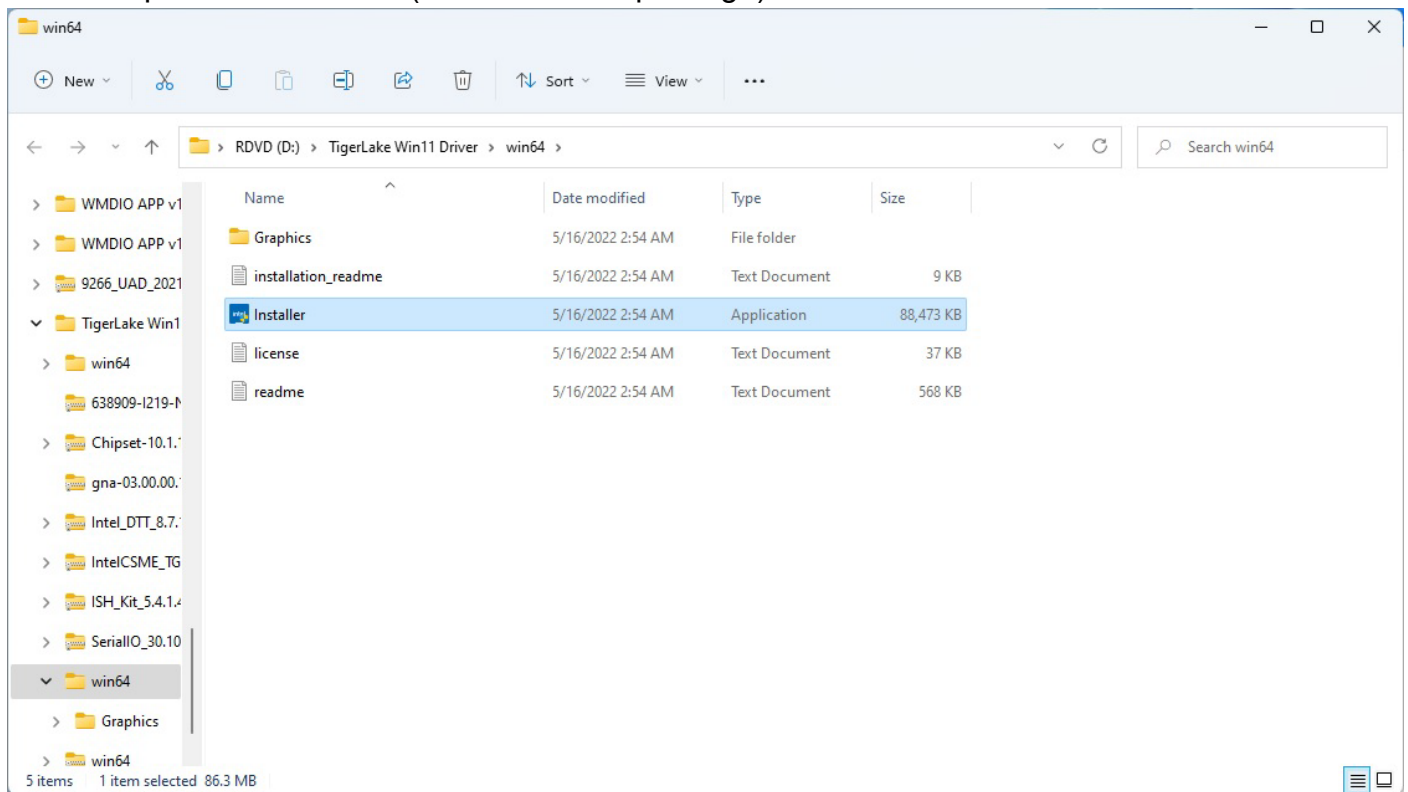 win64
New Sort View ...
> RDVD (D:) > TigerLake Win11 Driver > win64 >
Search win64
Name Date modified Type Size
WMDIO APP v1
Graphics 5/16/2022 2:54 AM File folder
WMDIO APP v1
installation_readme 5/16/2022 2:54 AM Text Document 9 KB
9266_UAD_2021
Installer 5/16/2022 2:54 AM Application 88,473 KB
TigerLake Win1
license 5/16/2022 2:54 AM Text Document 37 KB
win64
readme 5/16/2022 2:54 AM Text Document 568 KB
638909-I219-
Chipset-10.1.
gna-03.00.00.
Intel_DTT_8.7.
IntelCSME_TG
ISH_Kit_5.4.1.
SerialIO_30.10
win64
Graphics
win64
5 items 1 item selected 86.3 MB